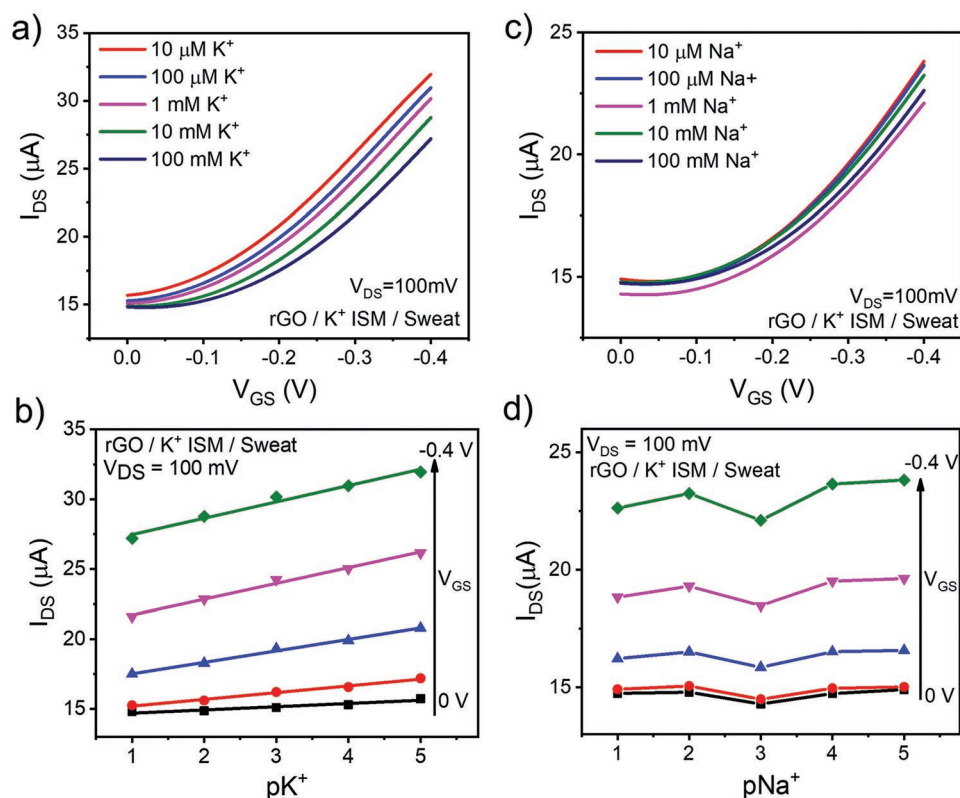 a)
35
30
25
20
15
I_DS (μA)
10 μM K⁺
100 μM K⁺
1 mM K⁺
10 mM K⁺
100 mM K⁺
V_DS=100mV
rGO / K⁺ ISM / Sweat
0.0 -0.1 -0.2 -0.3 -0.4
V_GS (V)
c)
25
20
15
I_DS (μA)
10 μM Na⁺
100 μM Na+
1 mM Na⁺
10 mM Na⁺
100 mM Na⁺
V_DS=100mV
rGO / K⁺ ISM / Sweat
0.0 -0.1 -0.2 -0.3 -0.4
V_GS (V)
b)
35
30
25
20
15
I_DS (μA)
rGO / K⁺ ISM / Sweat
V_DS = 100 mV
-0.4 V
V_GS
0 V
1 2 3 4 5
pK⁺
d)
25
20
15
I_DS(μA)
V_DS = 100 mV
rGO / K⁺ ISM / Sweat
-0.4 V
V_GS
0 V
1 2 3 4 5
pNa⁺